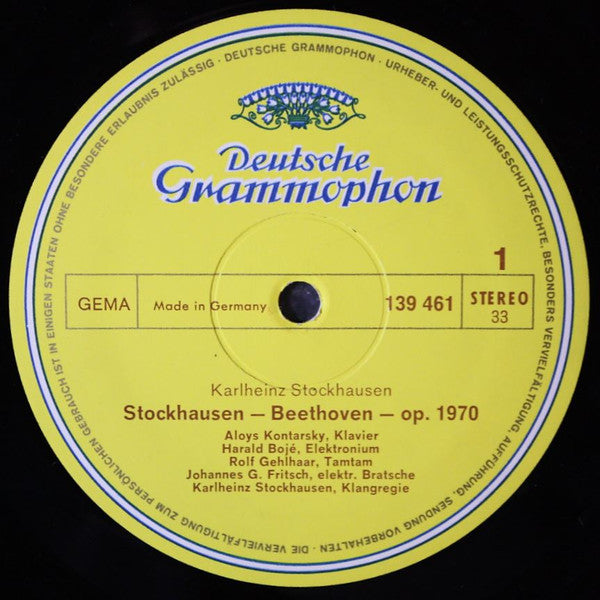 DEUTSCHE GRAMMOPHON · URHEBER- UND LEISTUNGSSCHUTZRECHTE, BESONDERS VERVIELFÄLTIGUNG, AUFFÜHRUNG, SENDUNG VORBEHALTEN · DIE VERVIELFÄLTIGUNG ZUM PERSÖNLICHEN GEBRAUCH IST IN EINIGEN STAATEN OHNE BESONDERE ERLAUBNIS ZULÄSSIG ·
Deutsche
Grammophon
1
GEMA Made in Germany 139 461 STEREO
33
Karlheinz Stockhausen
Stockhausen – Beethoven – op. 1970
Aloys Kontarsky, Klavier
Harald Bojé, Elektronium
Rolf Gehlhaar, Tamtam
Johannes G. Fritsch, elektr. Bratsche
Karlheinz Stockhausen, Klangregie